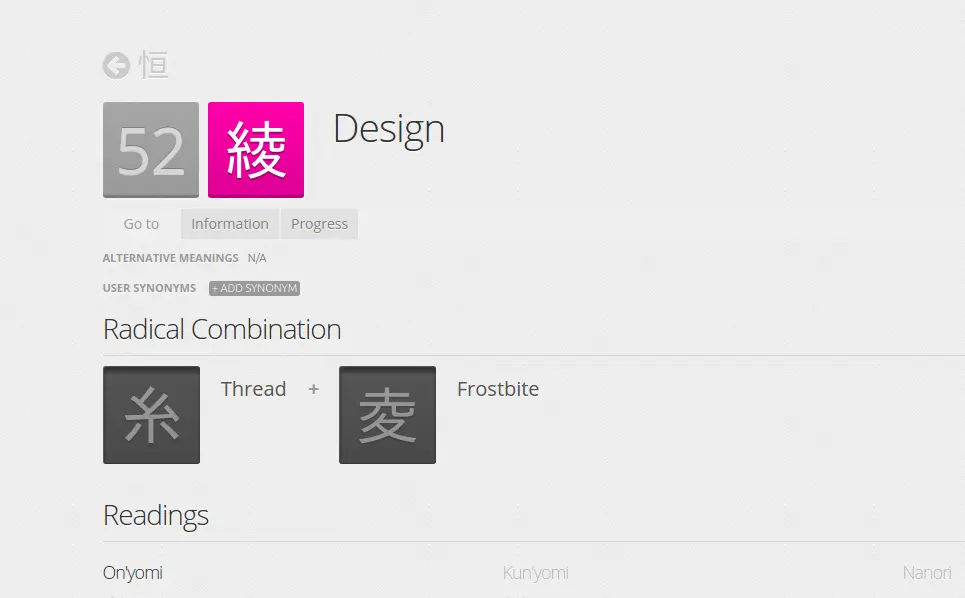 恒
52 綾 Design
Go to Information Progress
ALTERNATIVE MEANINGS N/A
USER SYNONYMS + ADD SYNONYM
Radical Combination
糸 Thread + 夌 Frostbite
Readings
On'yomi Kun'yomi Nanori